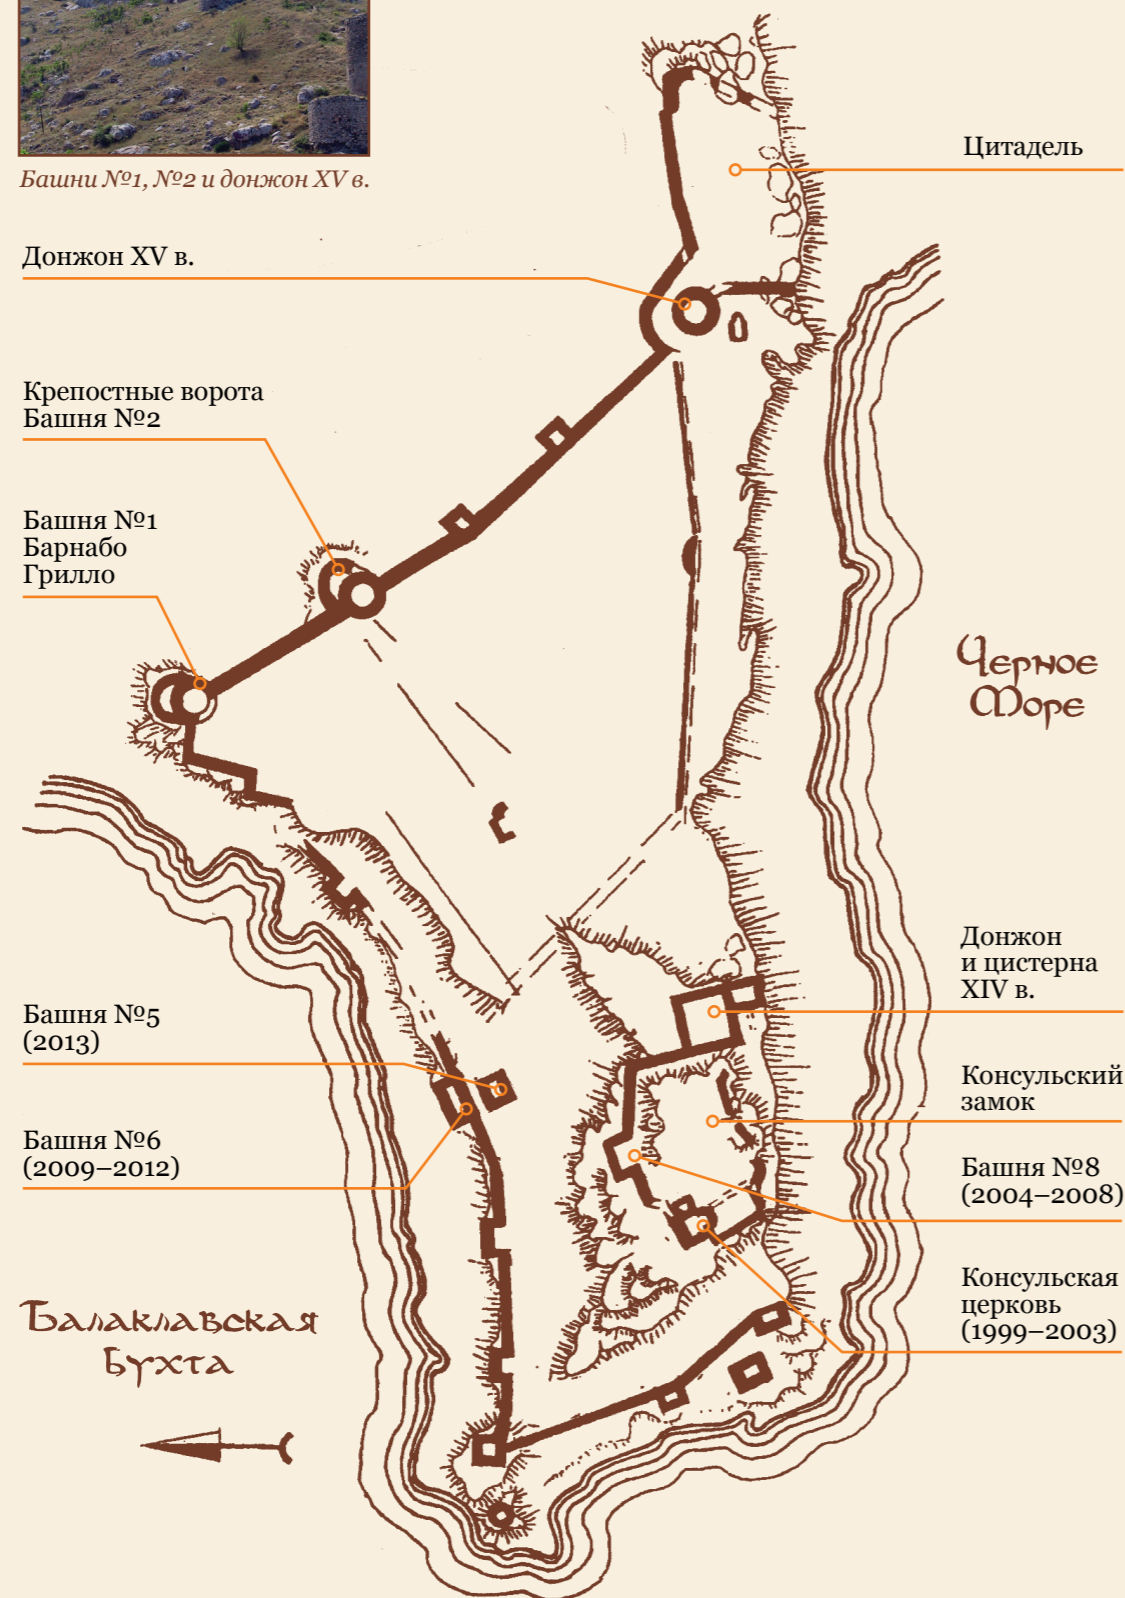 Башни №1, №2 и донжон XV в.
Цитадель
Донжон XV в.
Крепостные ворота
Башня №2
Башня №1
Барнабо
Грилло
Черное
Море
Донжон
и цистерна
XIV в.
Башня №5
(2013)
Консульский
замок
Башня №6
(2009–2012)
Башня №8
(2004–2008)
Консульская
церковь
(1999–2003)
Балаклавская
Бухта